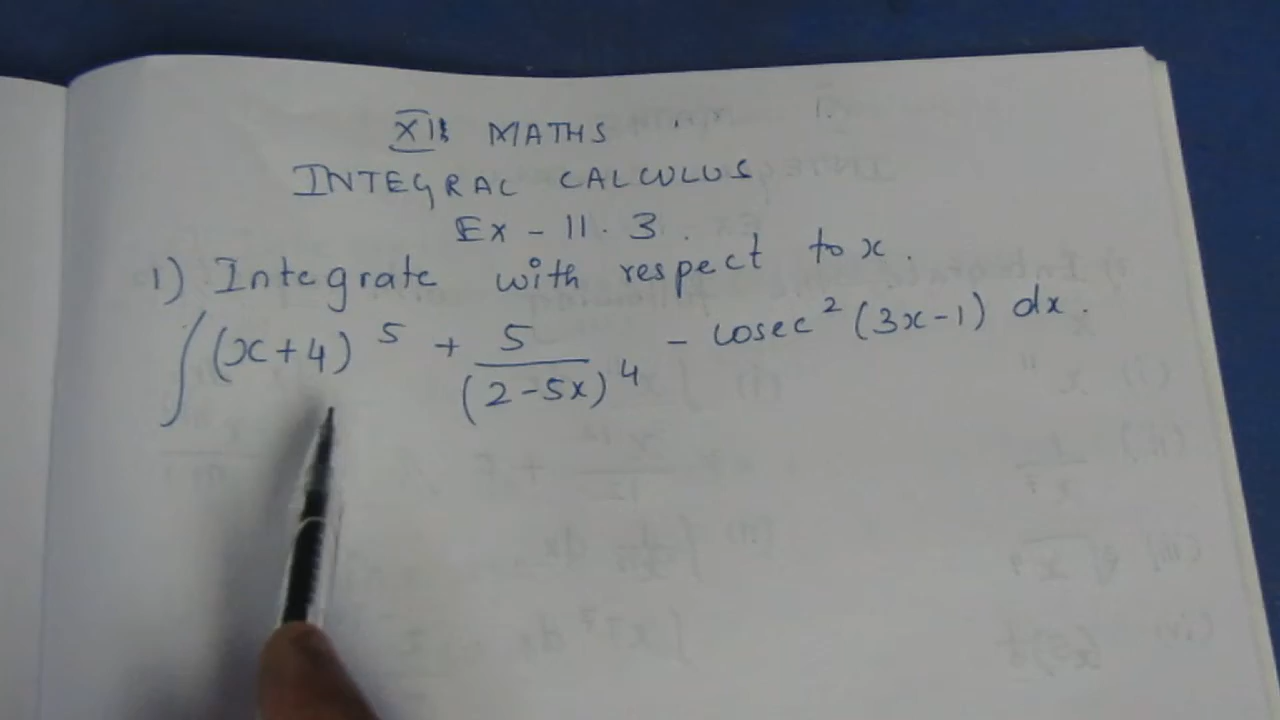 XI MATHS
INTEGRAL CALCULUS
Ex - 11.3.
1) Integrate with respect to x.
∫ (x+4)^5 + 5/(2-5x)^4 - cosec^2 (3x-1) dx.